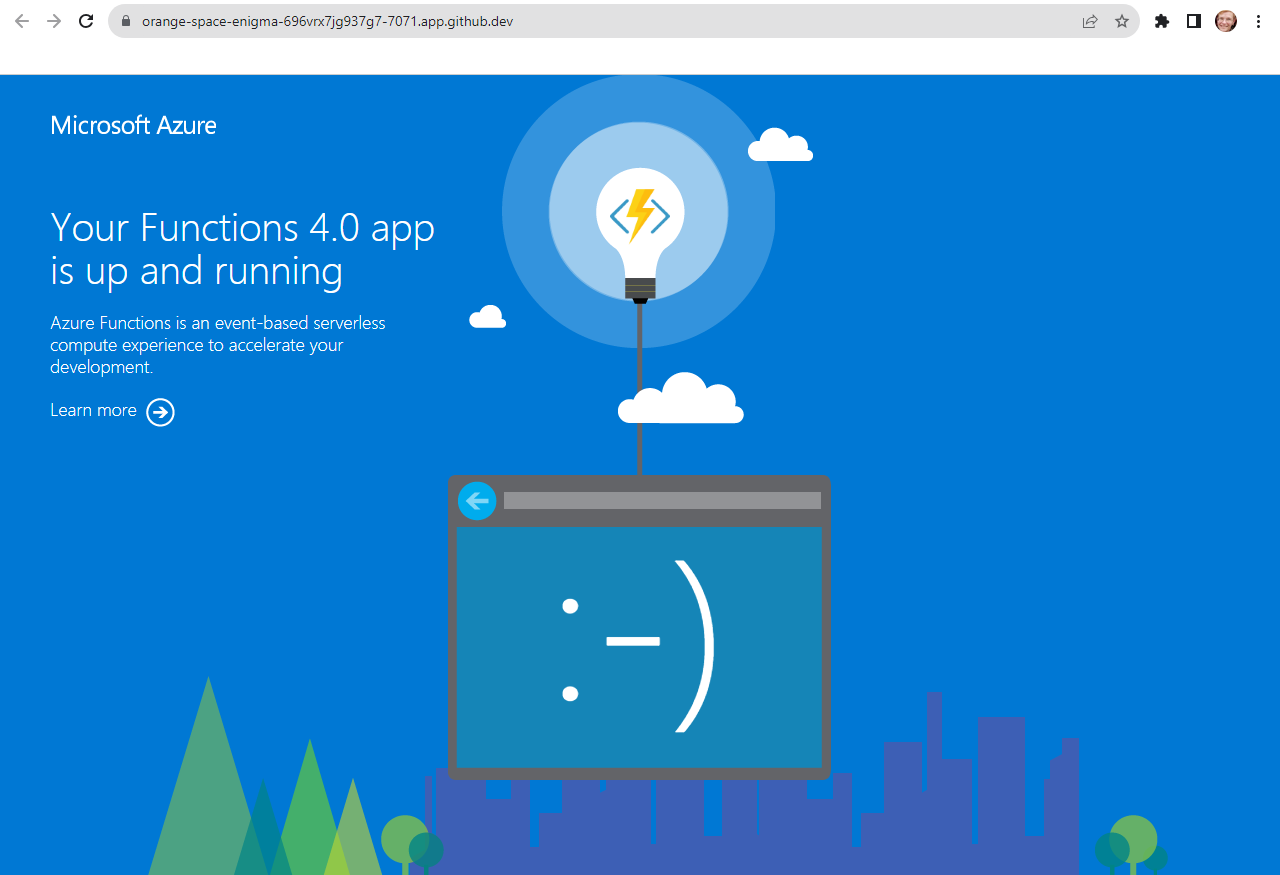 orange-space-enigma-696vrx7jg937g7-7071.app.github.dev
Microsoft Azure
Your Functions 4.0 app
is up and running
Azure Functions is an event-based serverless
compute experience to accelerate your
development.
Learn more
:-)